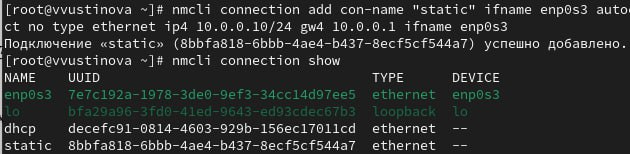 [root@vvustinova ~]# nmcli connection add con-name "static" ifname enp0s3 autoc
ct no type ethernet ip4 10.0.0.10/24 gw4 10.0.0.1 ifname enp0s3
Подключение «static» (8bbfa818-6bbb-4ae4-b437-8ecf5cf544a7) успешно добавлено.
[root@vvustinova ~]# nmcli connection show
NAME UUID TYPE DEVICE
enp0s3 7e7c192a-1978-3de0-9ef3-34cc14d97ee5 ethernet enp0s3
lo bfa29a96-3fd0-41ed-9643-ed93cdec67b3 loopback lo
dhcp decefc91-0814-4603-929b-156ec17011cd ethernet --
static 8bbfa818-6bbb-4ae4-b437-8ecf5cf544a7 ethernet --